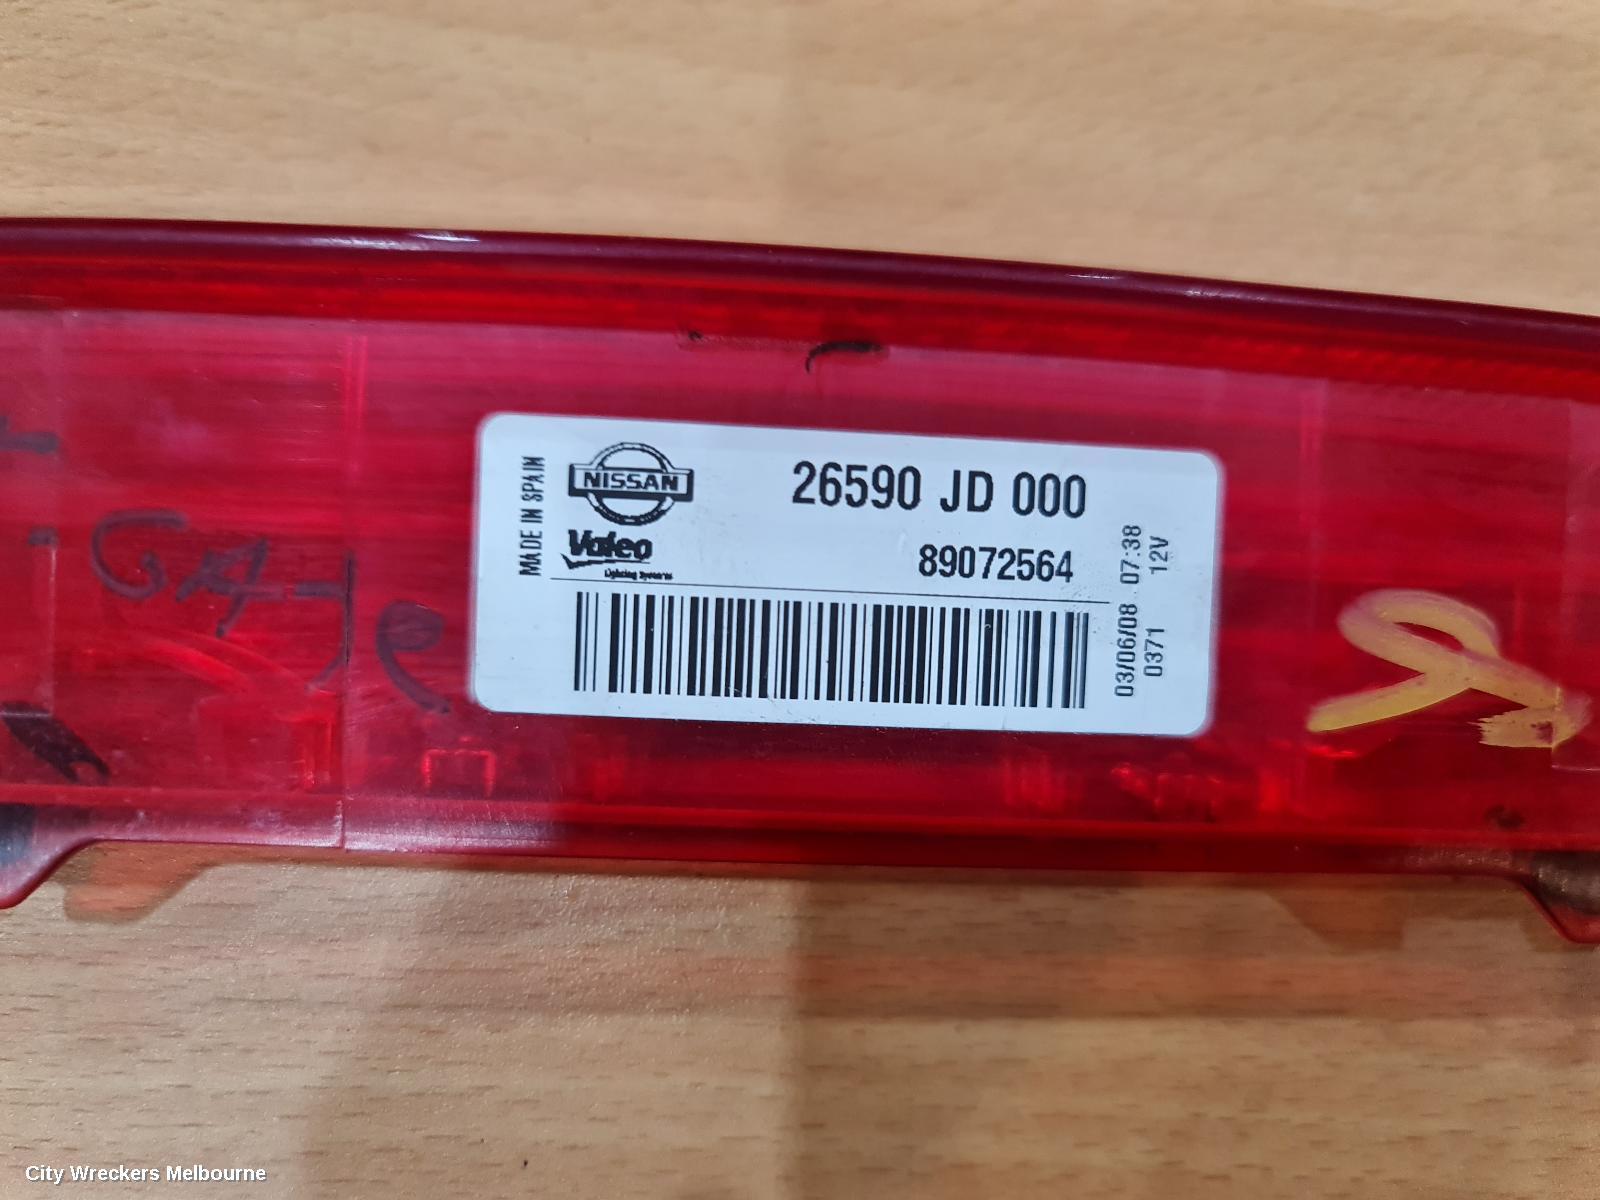 MADE IN SPAIN
NISSAN
Valeo
Lighting Systems
26590 JD 000
89072564
03/06/08 07:38
0371 12V
City Wreckers Melbourne